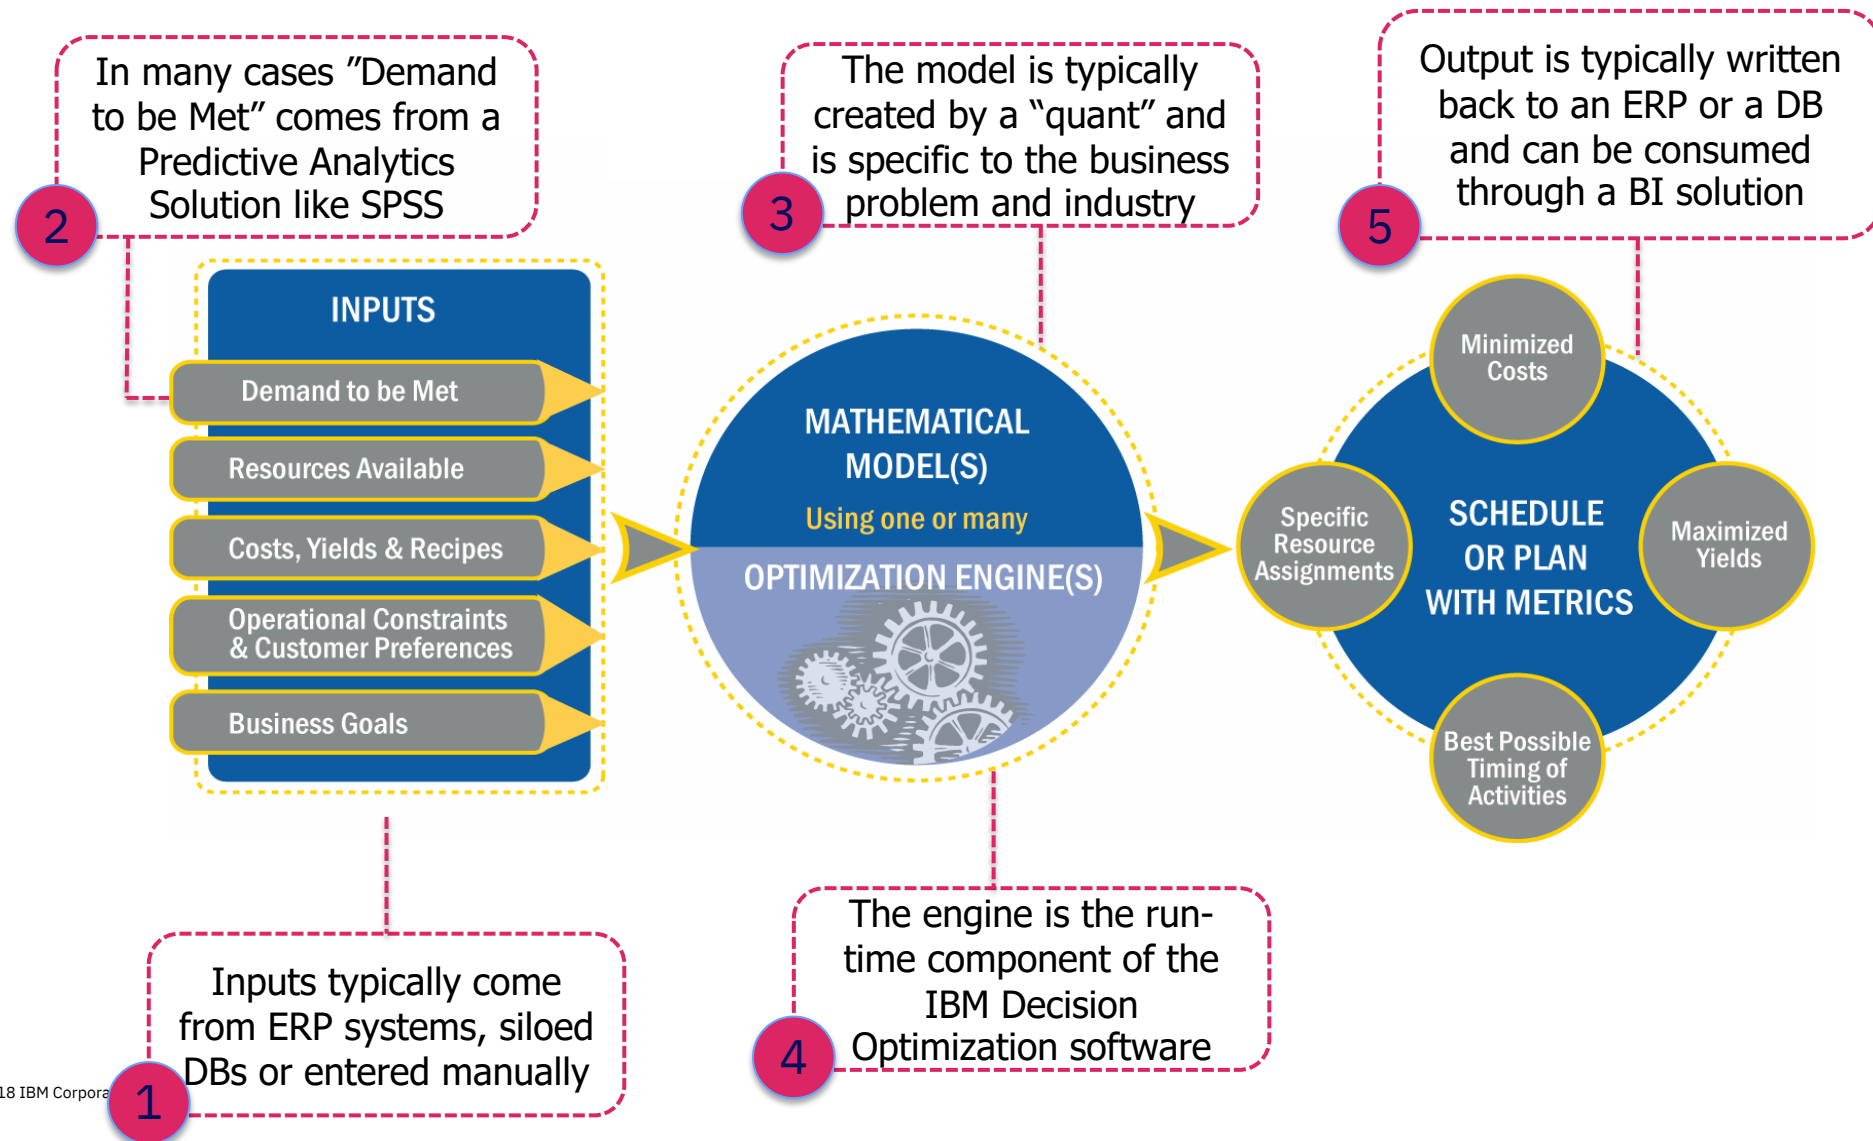 In many cases ”Demand
to be Met” comes from a
Predictive Analytics
Solution like SPSS
2
The model is typically
created by a “quant” and
is specific to the business
problem and industry
3
Output is typically written
back to an ERP or a DB
and can be consumed
through a BI solution
5
INPUTS
Demand to be Met
Resources Available
Costs, Yields & Recipes
Operational Constraints
& Customer Preferences
Business Goals
MATHEMATICAL
MODEL(S)
Using one or many
OPTIMIZATION ENGINE(S)
Minimized
Costs
Specific
Resource
Assignments
SCHEDULE
OR PLAN
WITH METRICS
Maximized
Yields
Best Possible
Timing of
Activities
Inputs typically come
from ERP systems, siloed
DBs or entered manually
1
The engine is the run-
time component of the
IBM Decision
Optimization software
4
18 IBM Corpora